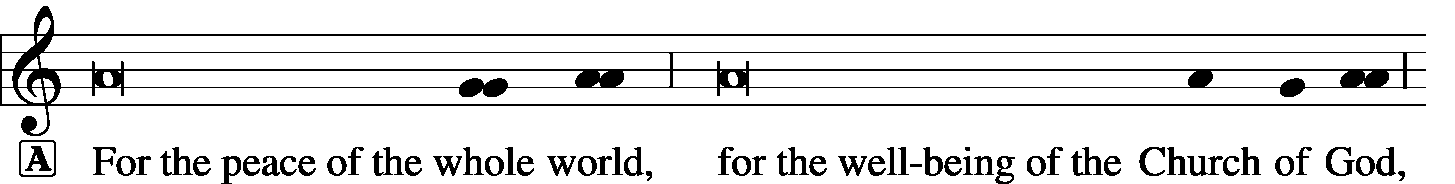 A For the peace of the whole world, for the well-being of the Church of God,